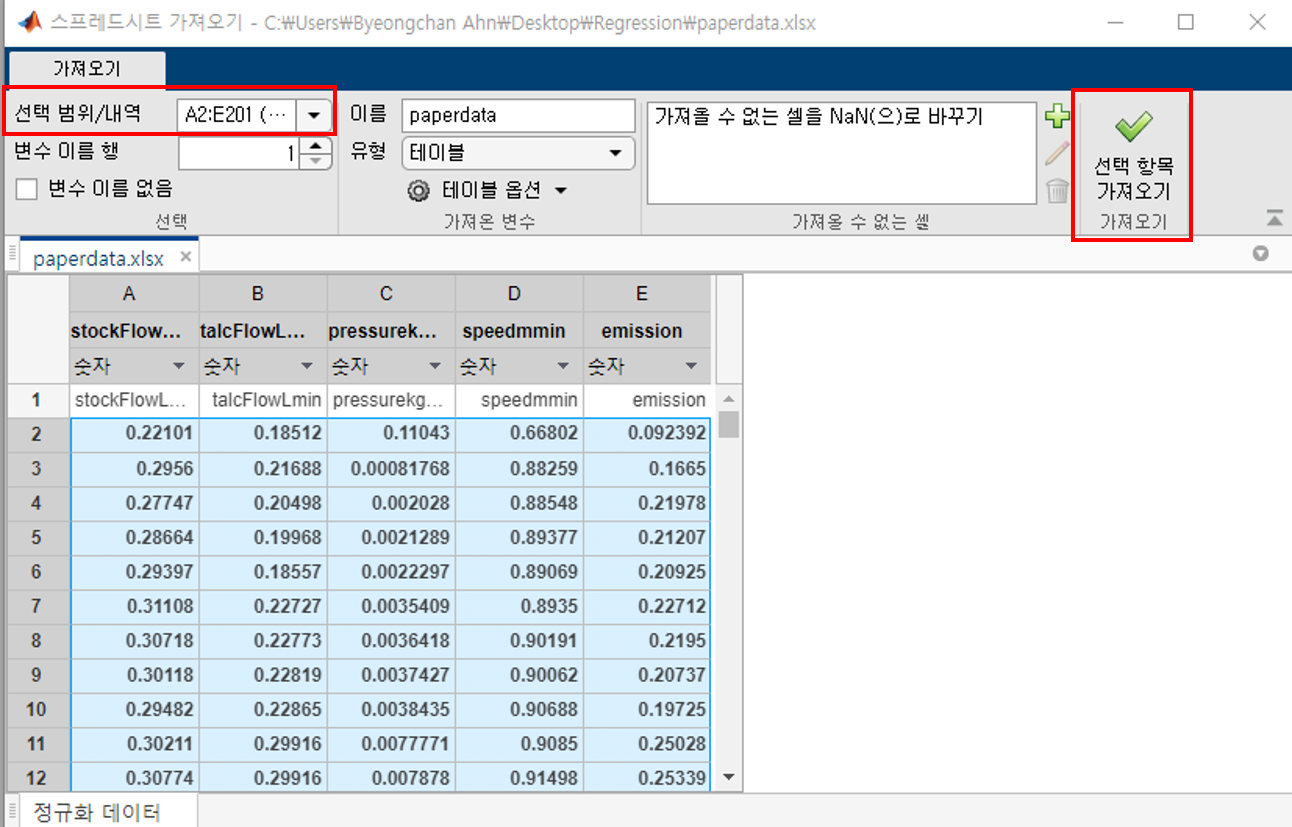 스프레드시트 가져오기 - C:₩Users₩Byeongchan Ahn₩Desktop₩Regression₩paperdata.xlsx
가져오기
선택 범위/내역 A2:E201 (··· 이름 paperdata 가져올 수 없는 셀을 NaN(으)로 바꾸기
변수 이름 행 1 유형 테이블
변수 이름 없음 테이블 옵션
선택 항목
가져오기
선택 가져온 변수 가져올 수 없는 셀 가져오기
paperdata.xlsx ×
A B C D E
stockFlow... talcFlowL... pressurek... speedmmin emission
숫자 숫자 숫자 숫자 숫자
1 stockFlowL... talcFlowLmin pressurekg... speedmmin emission
2 0.22101 0.18512 0.11043 0.66802 0.092392
3 0.2956 0.21688 0.00081768 0.88259 0.1665
4 0.27747 0.20498 0.002028 0.88548 0.21978
5 0.28664 0.19968 0.0021289 0.89377 0.21207
6 0.29397 0.18557 0.0022297 0.89069 0.20925
7 0.31108 0.22727 0.0035409 0.8935 0.22712
8 0.30718 0.22773 0.0036418 0.90191 0.2195
9 0.30118 0.22819 0.0037427 0.90062 0.20737
10 0.29482 0.22865 0.0038435 0.90688 0.19725
11 0.30211 0.29916 0.0077771 0.9085 0.25028
12 0.30774 0.29916 0.007878 0.91498 0.25339
정규화 데이터